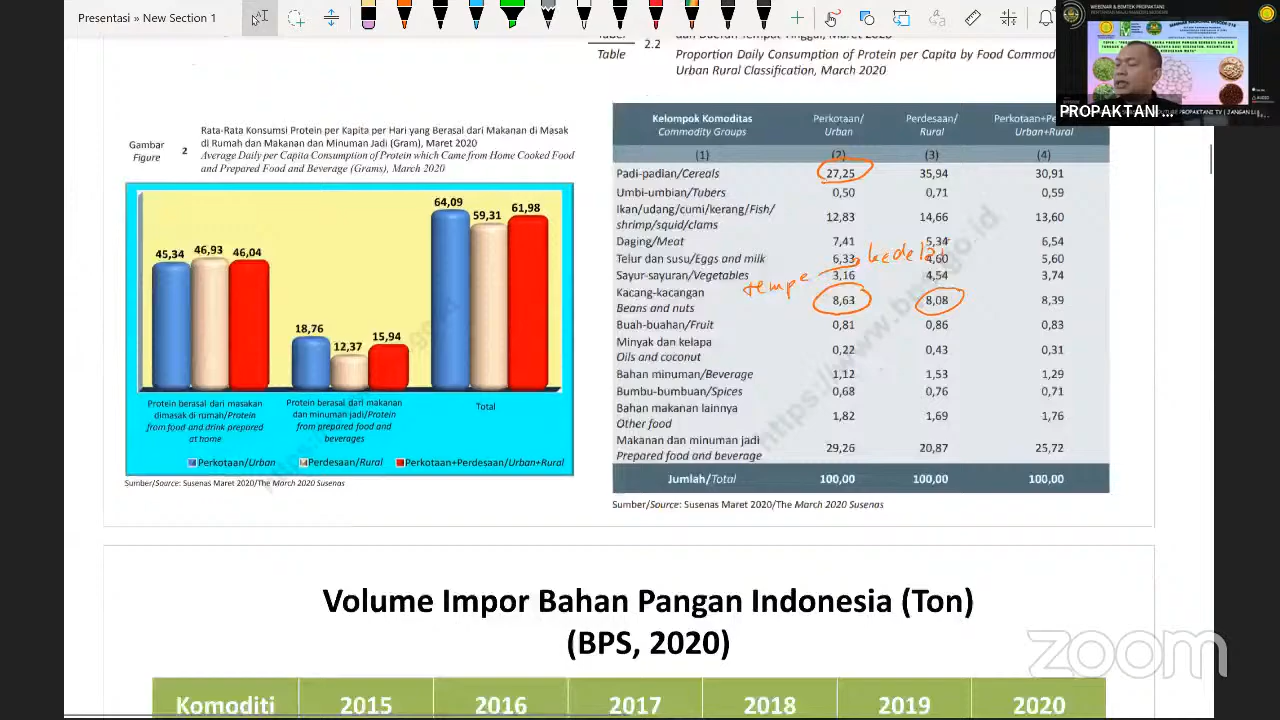 Presentasi » New Section 1
Table
2.2
dan Daerah Tempat Tinggal, Maret 2020
Proportion Daily Consumption of Protein per Capita by Food Commod
Urban Rural Classification, March 2020
WEBINAR & BIMTEK PROPAKTANI
PROPAKTANI ...
Gambar
Figure
2
Rata-Rata Konsumsi Protein per Kapita per Hari yang Berasal dari Makanan di Masak
di Rumah dan Makanan dan Minuman Jadi (Gram), Maret 2020
Average Daily per Capita Consumption of Protein which Came from Home Cooked Food
and Prepared Food and Beverage (Grams), March 2020
45,34 46,93 46,04
18,76 12,37 15,94
64,09 59,31 61,98
Protein berasal dari masakan
dimasak di rumah/Protein
from food and drink prepared
at home
Protein berasal dari makanan
dan minuman jadi/Protein
from prepared food and
beverages
Total
Perkotaan/Urban Perdesaan/Rural Perkotaan+Perdesaan/Urban+Rural
Sumber/Source: Susenas Maret 2020/The March 2020 Susenas
Kelompok Komoditas Perkotaan/ Perdesaan/ Perkotaan+Pe
Commodity Groups Urban Rural Urban+Rural
(1) (2) (3) (4)
Padi-padian/Cereals 27,25 35,94 30,91
Umbi-umbian/Tubers 0,50 0,71 0,59
Ikan/udang/cumi/kerang/Fish/
shrimp/squid/clams 12,83 14,66 13,60
Daging/Meat 7,41 5,34 6,54
Telur dan susu/Eggs and milk 6,33 4,60 5,60
Sayur-sayuran/Vegetables 3,16 4,54 3,74
tempe kedelai
Kacang-kacangan
Beans and nuts 8,63 8,08 8,39
Buah-buahan/Fruit 0,81 0,86 0,83
Minyak dan kelapa
Oils and coconut 0,22 0,43 0,31
Bahan minuman/Beverage 1,12 1,53 1,29
Bumbu-bumbuan/Spices 0,68 0,76 0,71
Bahan makanan lainnya
Other food 1,82 1,69 1,76
Makanan dan minuman jadi
Prepared food and beverage 29,26 20,87 25,72
Jumlah/Total 100,00 100,00 100,00
Sumber/Source: Susenas Maret 2020/The March 2020 Susenas
Volume Impor Bahan Pangan Indonesia (Ton)
(BPS, 2020)
zoom
Komoditi 2015 2016 2017 2018 2019 2020